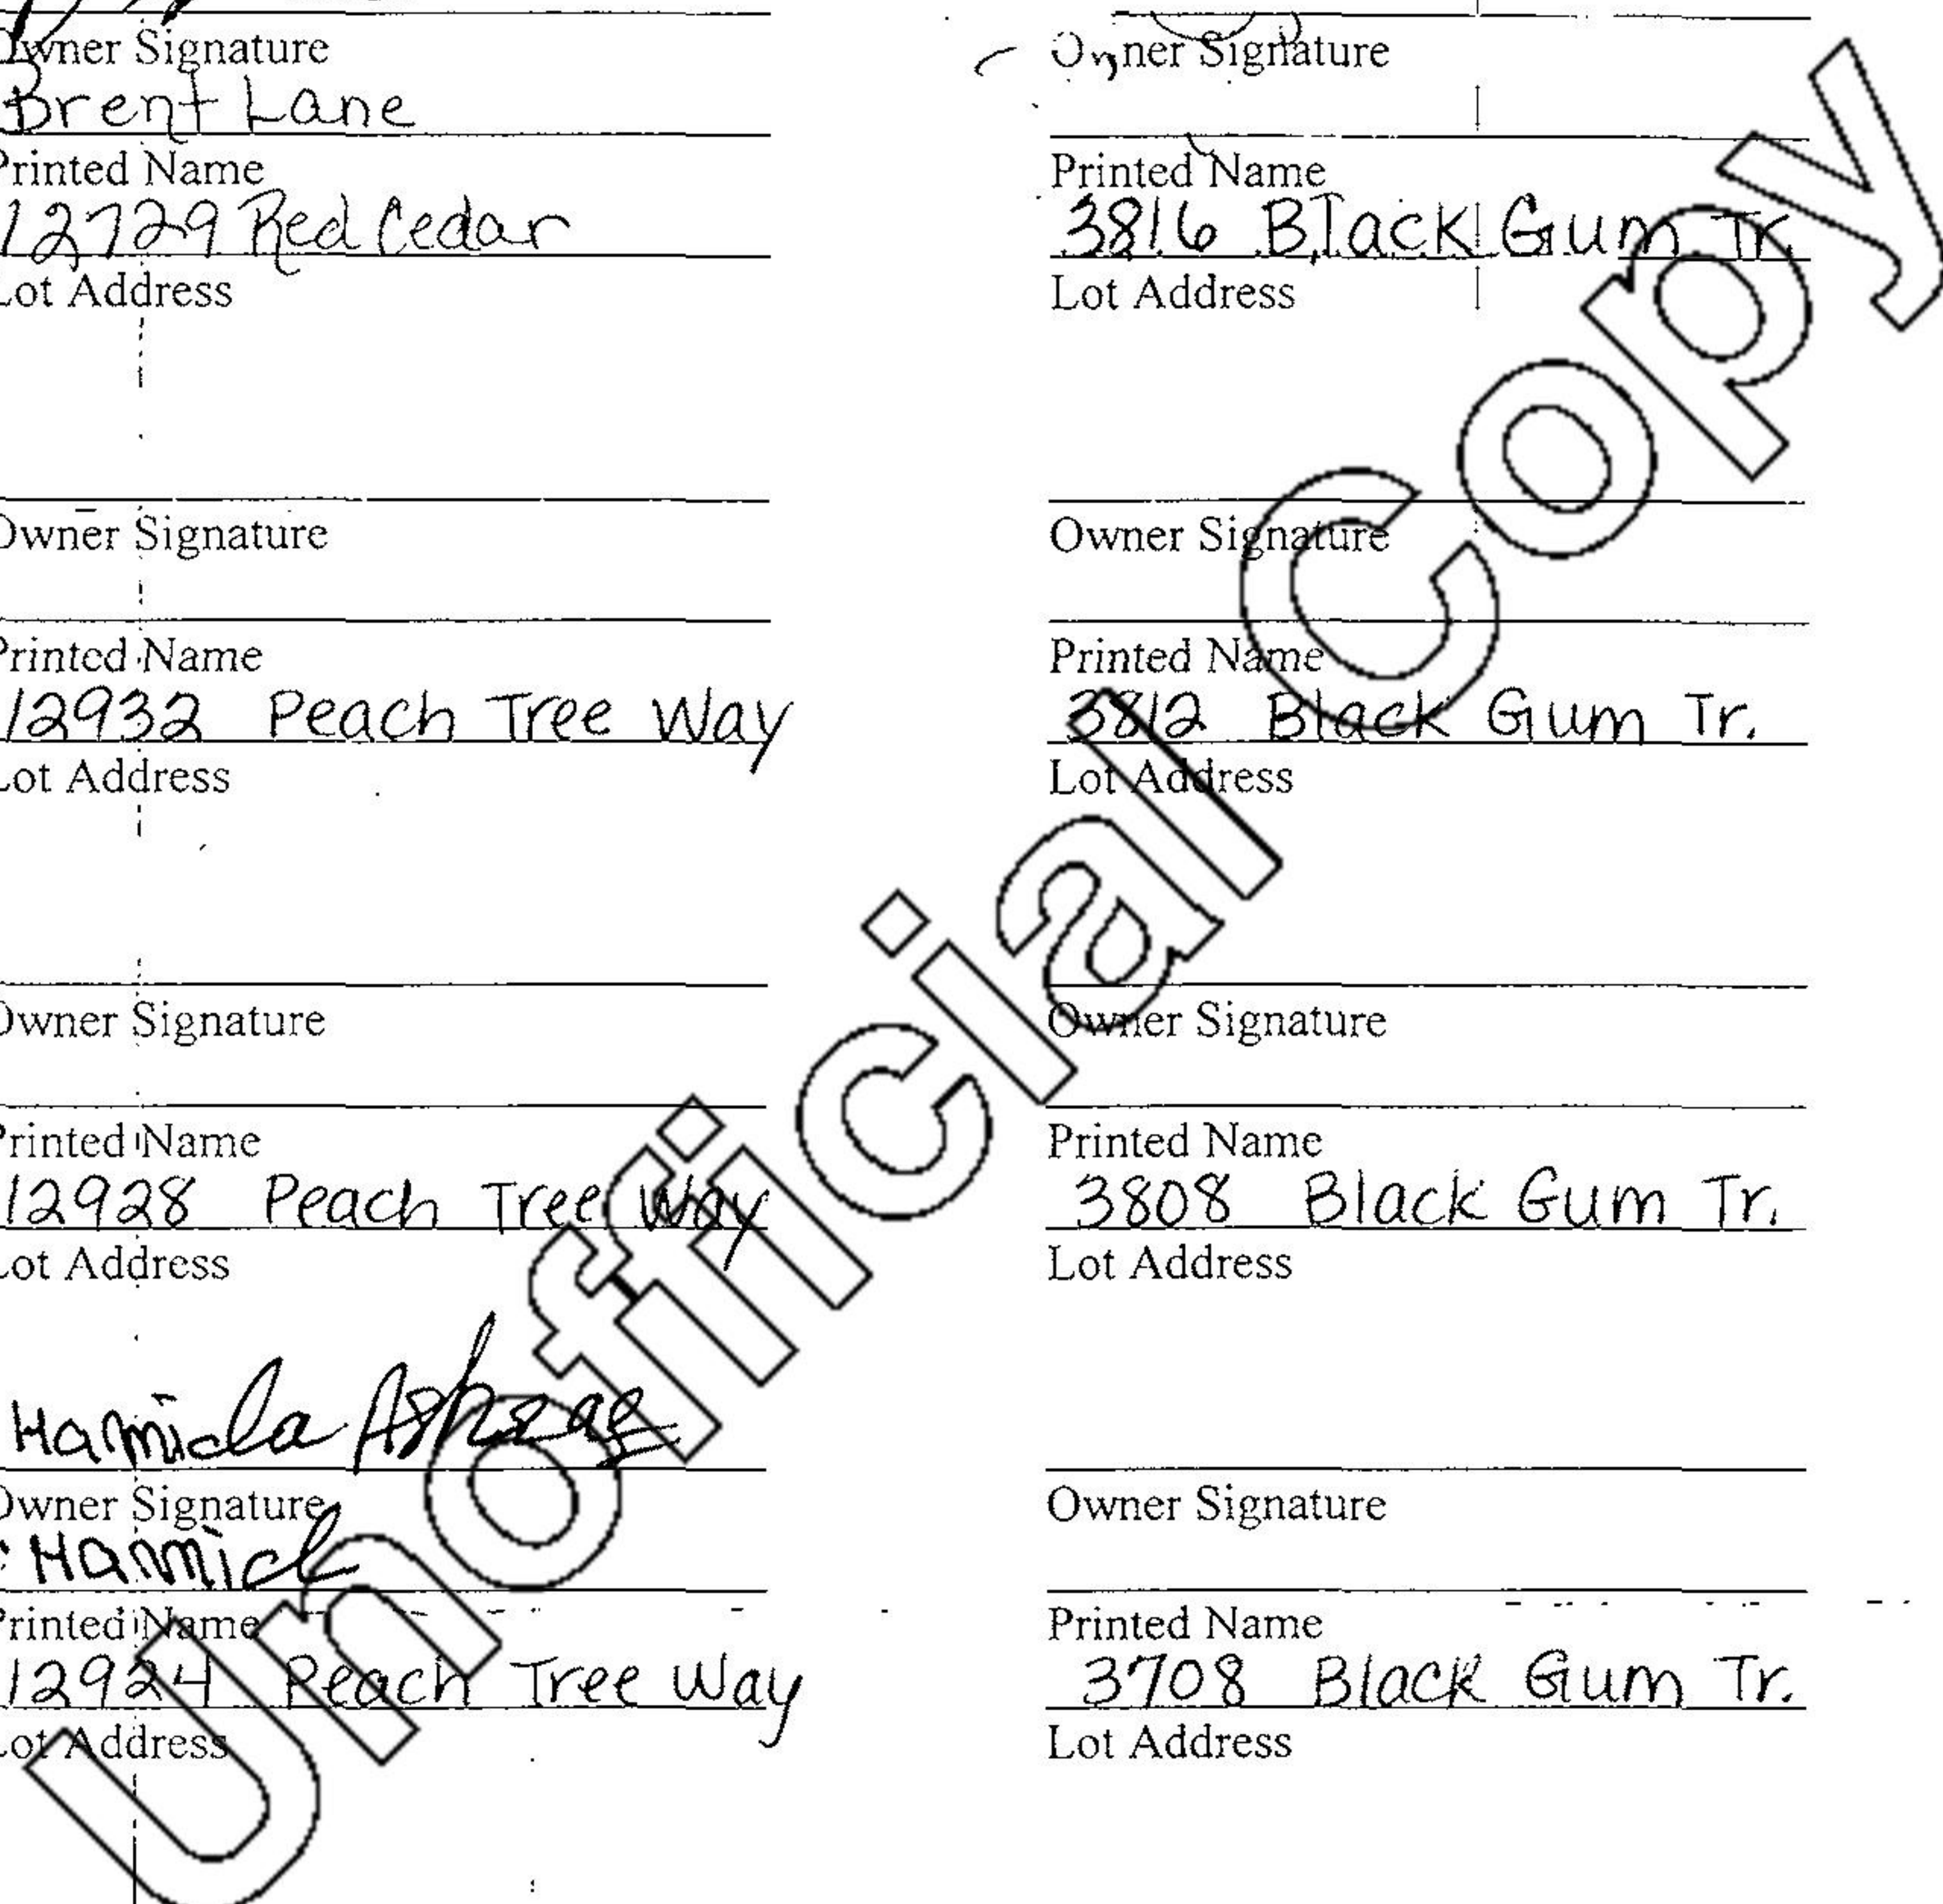 Owner Signature
Brent Lane
Printed Name
12729 Red Cedar
Lot Address
Owner Signature
Printed Name
12932 Peach Tree Way
Lot Address
Owner Signature
Printed Name
12928 Peach Tree Way
Lot Address
Hamida
Owner Signature
Hamid
Printed Name
12924 Peach Tree Way
Lot Address
Owner Signature
Printed Name
3816 Black Gum Tr.
Lot Address
Owner Signature
Printed Name
3812 Black Gum Tr.
Lot Address
Owner Signature
Printed Name
3808 Black Gum Tr.
Lot Address
Owner Signature
Printed Name
3708 Black Gum Tr.
Lot Address
Unofficial Copy